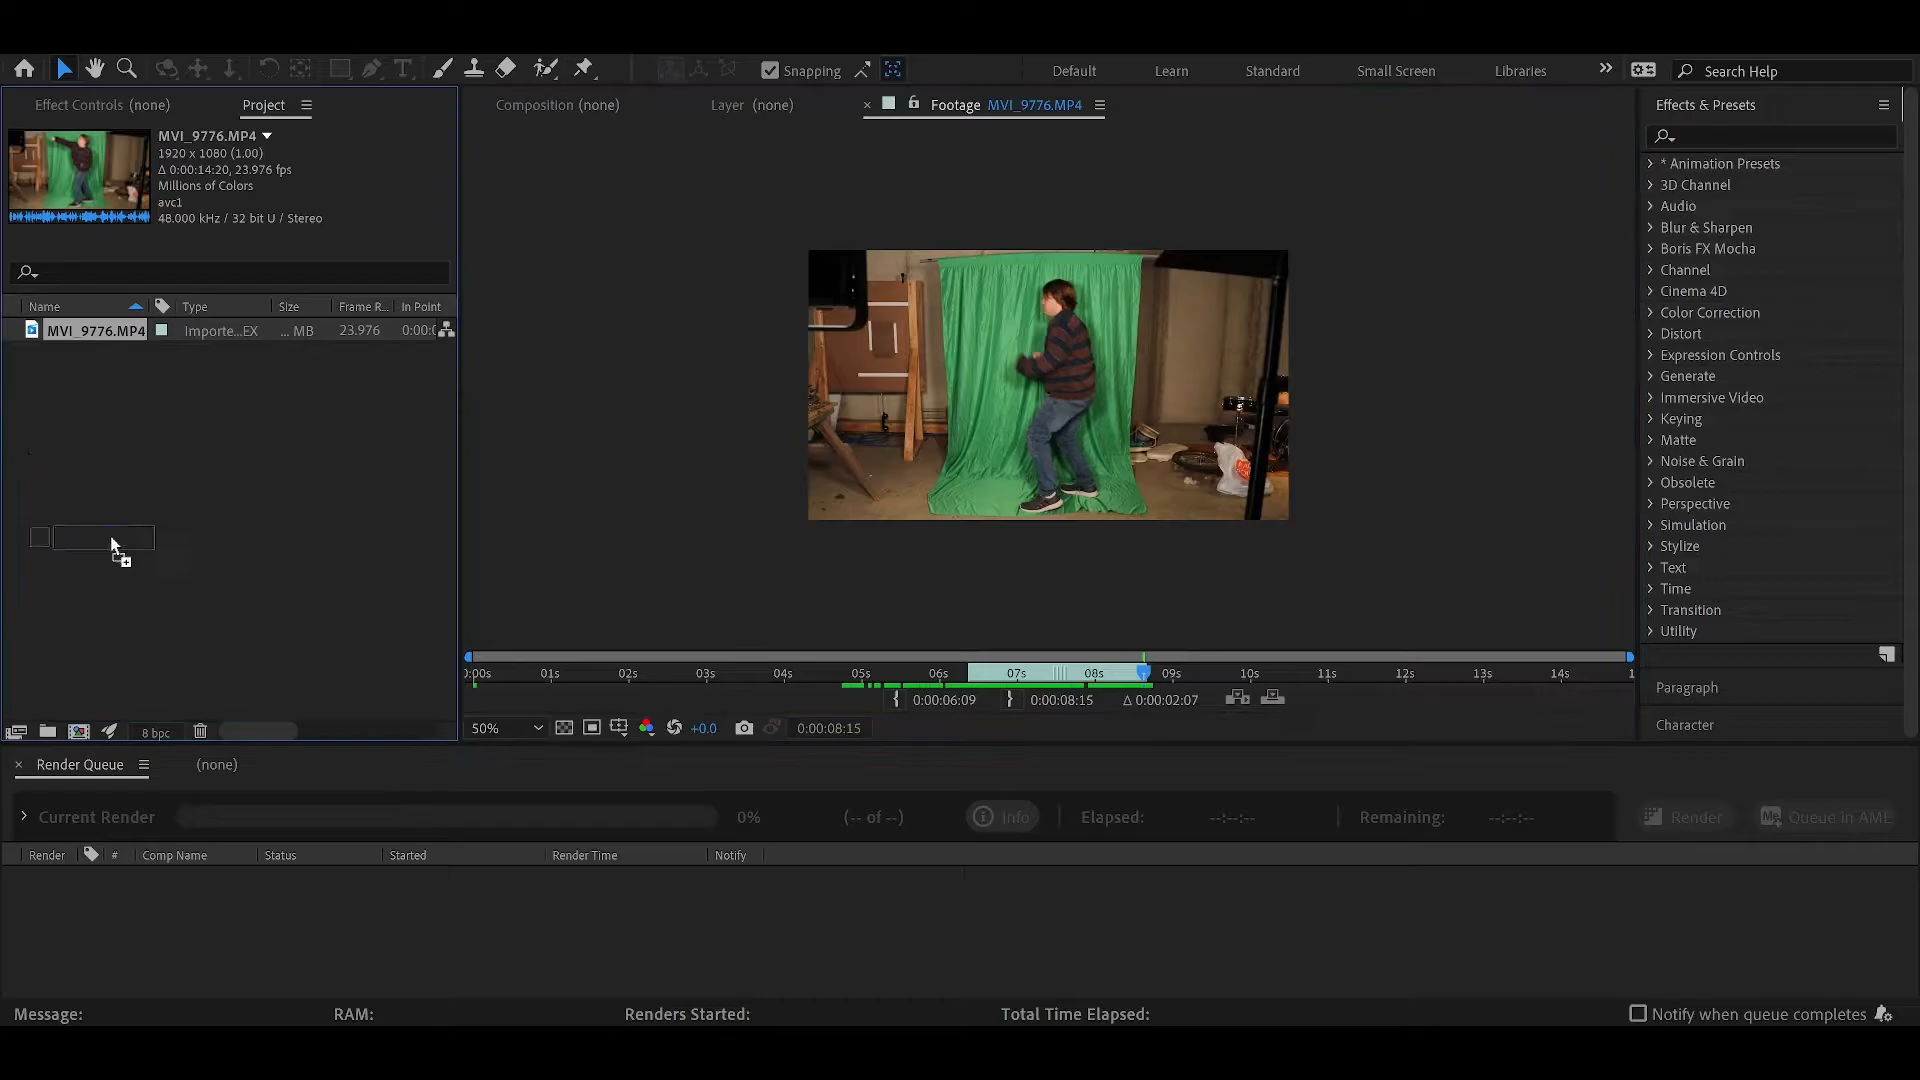 Snapping
Default
Learn
Standard
Small Screen
Libraries
Search Help
Effect Controls (none)
Project
Composition (none)
Layer (none)
Footage MVI_9776.MP4
Effects & Presets
MVI_9776.MP4
1920 x 1080 (1.00)
Δ 0:00:14:20, 23.976 fps
Millions of Colors
avc1
48.000 kHz / 32 bit U / Stereo
Name
Type
Size
Frame R...
In Point
MVI_9776.MP4
Importe...EX
... MB
23.976
0:00:0
* Animation Presets
3D Channel
Audio
Blur & Sharpen
Boris FX Mocha
Channel
Cinema 4D
Color Correction
Distort
Expression Controls
Generate
Immersive Video
Keying
Matte
Noise & Grain
Obsolete
Perspective
Simulation
Stylize
Text
Time
Transition
Utility
Paragraph
Character
0:00s 01s 02s 03s 04s 05s 06s 07s 08s 09s 10s 11s 12s 13s 14s 1
0:00:06:09
0:00:08:15
Δ 0:00:02:07
8 bpc
50%
+0.0
0:00:08:15
Render Queue
(none)
Current Render
0%
(-- of --)
Info
Elapsed:
--:--:--
Remaining:
--:--:--
Render
Queue in AME
Render
#
Comp Name
Status
Started
Render Time
Notify
Message:
RAM:
Renders Started:
Total Time Elapsed:
Notify when queue completes